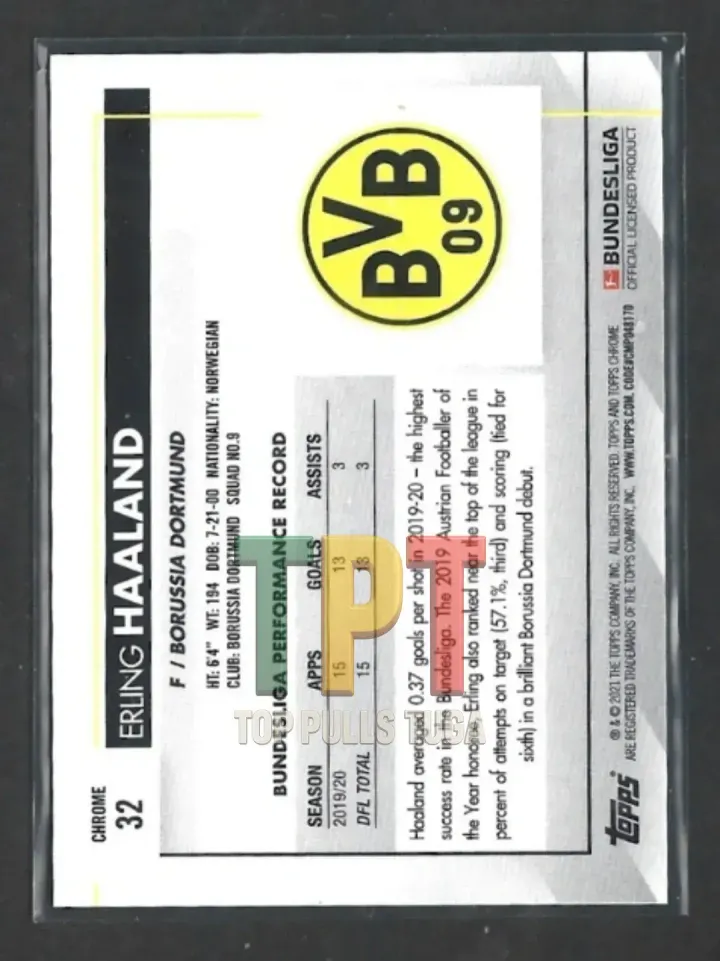 CHROME
32
ERLING HAALAND
F / BORUSSIA DORTMUND
HT: 6'4" WT: 194 DOB: 7-21-00 NATIONALITY: NORWEGIAN
CLUB: BORUSSIA DORTMUND SQUAD NO.9
BVB
09
BUNDESLIGA PERFORMANCE RECORD
SEASON APPS GOALS ASSISTS
2019/20 15 13 3
DFL TOTAL 15 13 3
Haaland averaged 0.37 goals per shot in 2019-20 – the highest
success rate in the Bundesliga. The 2019 Austrian Footballer of
the Year honoree, Erling also ranked near the top of the league in
percent of attempts on target (57.1%, third) and scoring (tied for
sixth) in a brilliant Borussia Dortmund debut.
TPT
TOP PULLS TUGA
topps
® & © 2021 THE TOPPS COMPANY, INC. ALL RIGHTS RESERVED. TOPPS AND TOPPS CHROME
ARE REGISTERED TRADEMARKS OF THE TOPPS COMPANY, INC. WWW.TOPPS.COM. CODE#CMP048170
BUNDESLIGA
OFFICIAL LICENSED PRODUCT